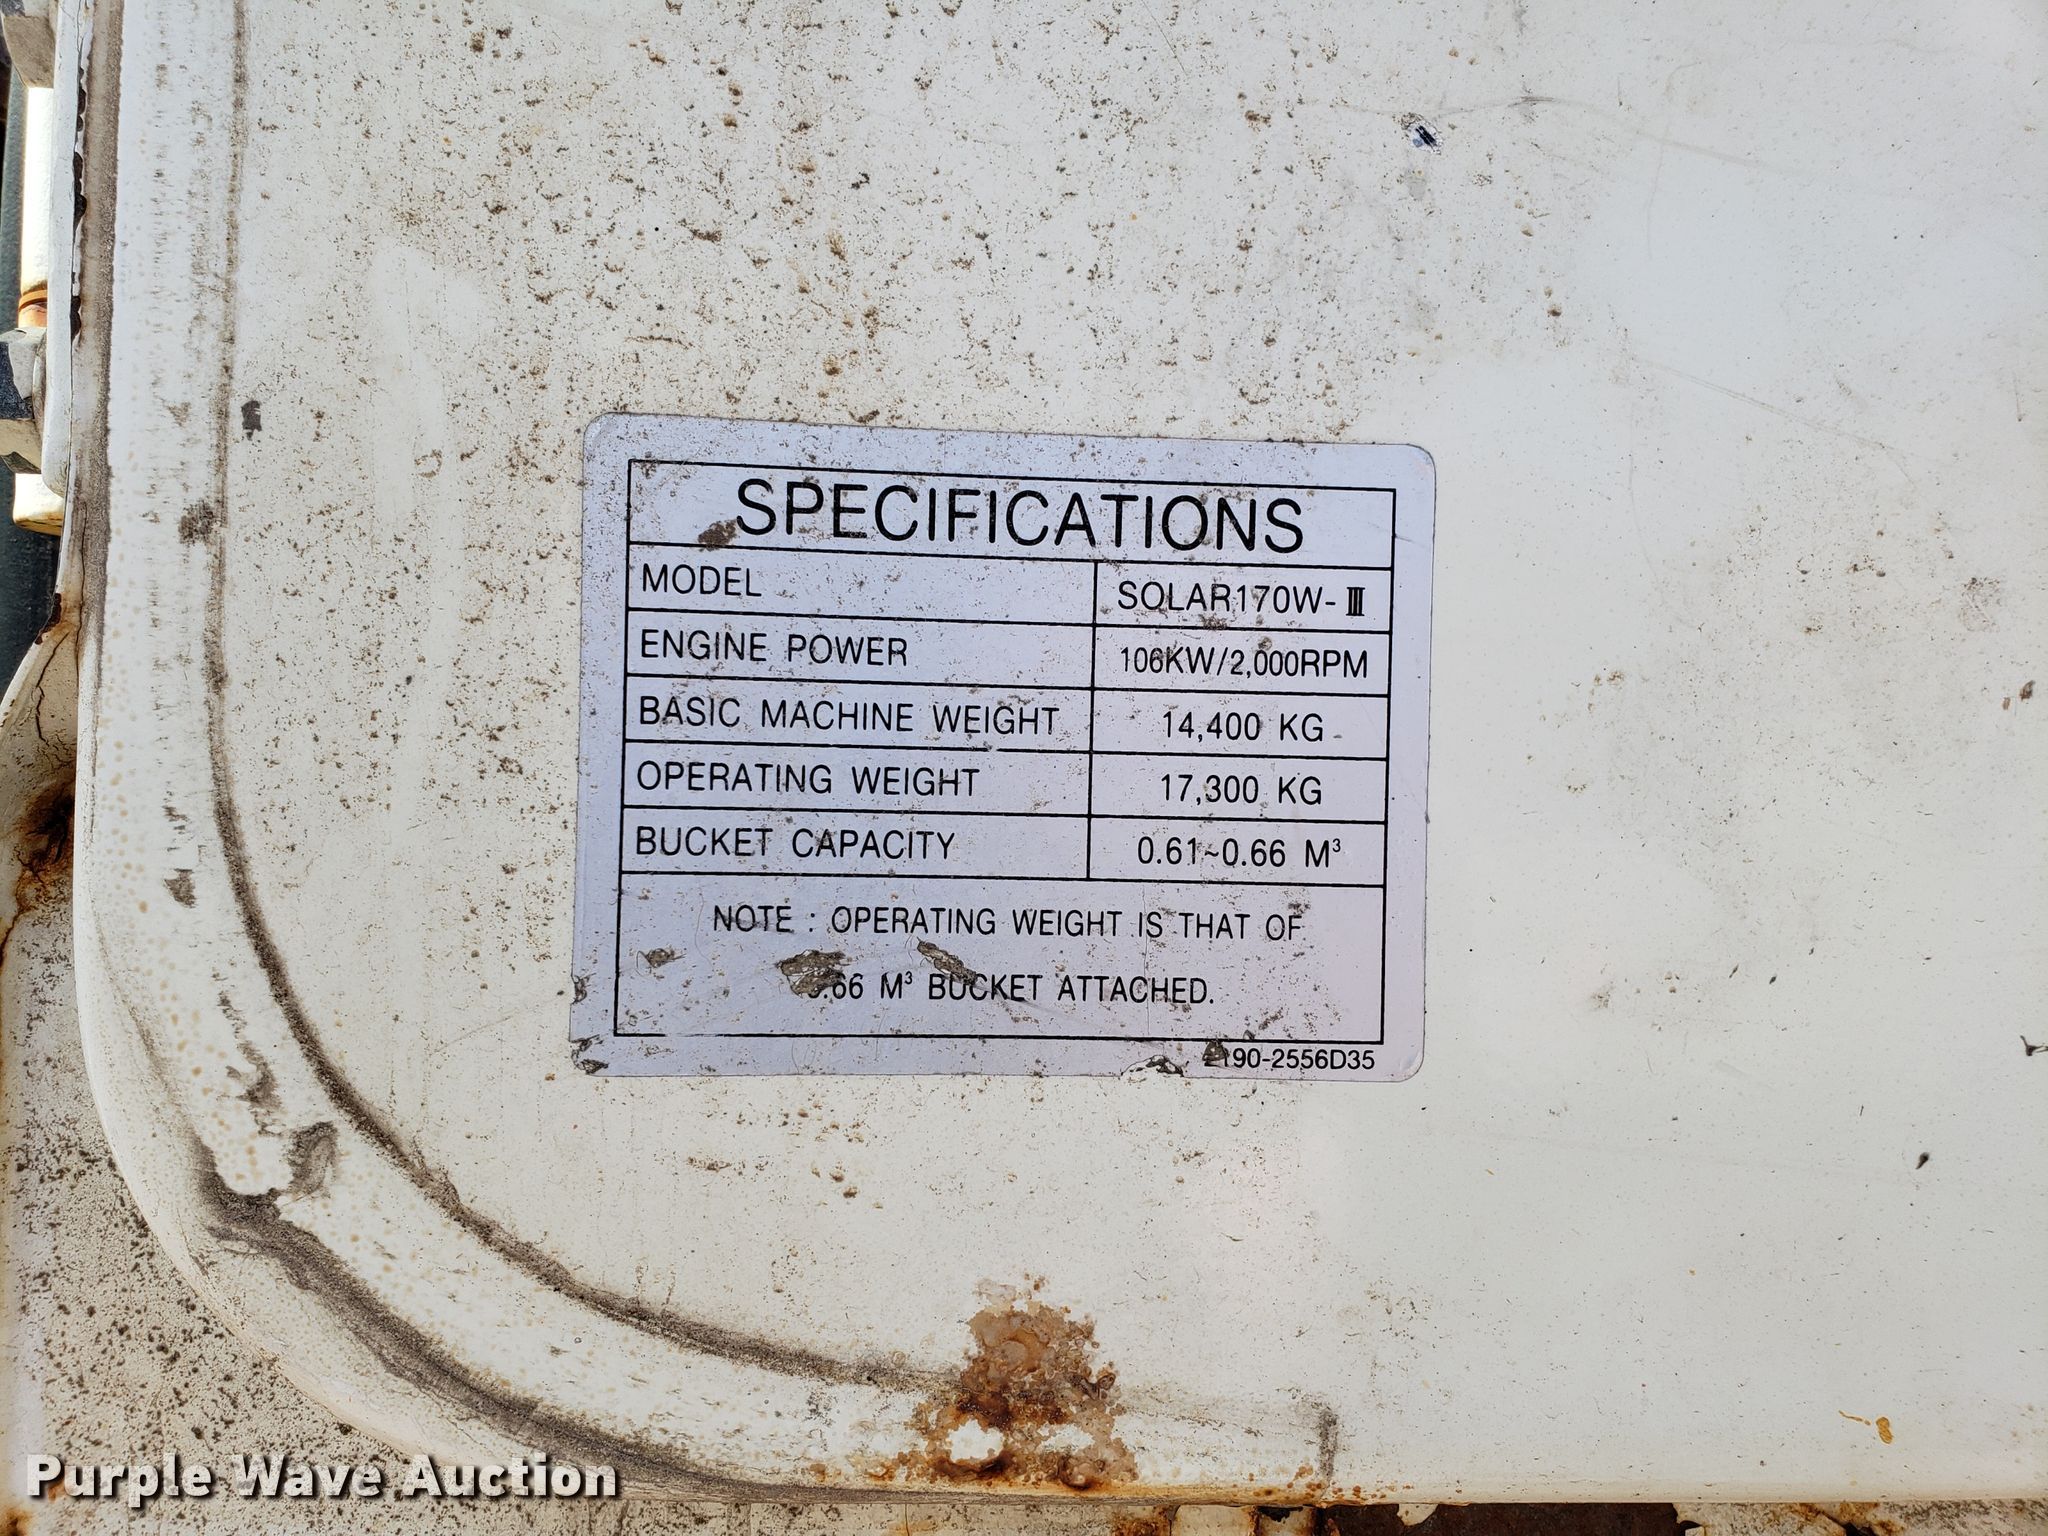 SPECIFICATIONS
MODEL SOLAR170W-Ⅲ
ENGINE POWER 106KW/2,000RPM
BASIC MACHINE WEIGHT 14,400 KG
OPERATING WEIGHT 17,300 KG
BUCKET CAPACITY 0.61~0.66 M³
NOTE : OPERATING WEIGHT IS THAT OF
0.66 M³ BUCKET ATTACHED.
2190-2556D35
Purple Wave Auction